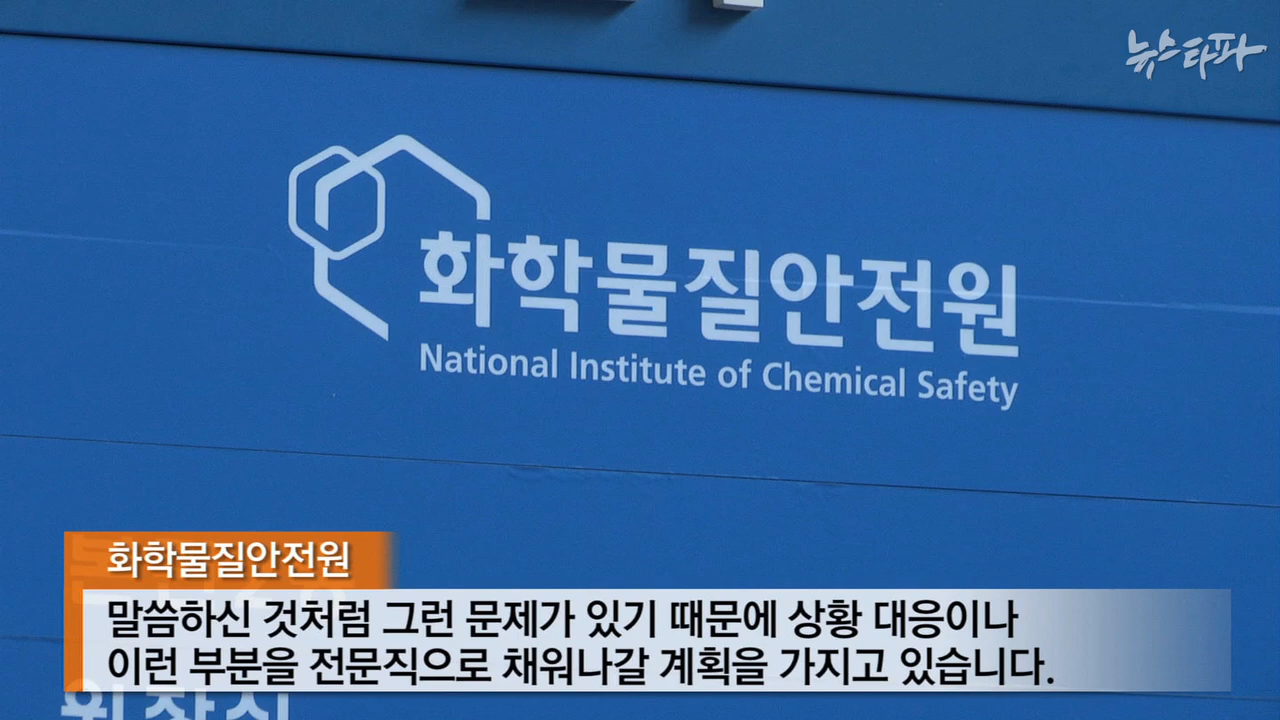 뉴스타파
화학물질안전원
National Institute of Chemical Safety
화학물질안전원
말씀하신 것처럼 그런 문제가 있기 때문에 상황 대응이나
이런 부분을 전문직으로 채워나갈 계획을 가지고 있습니다.